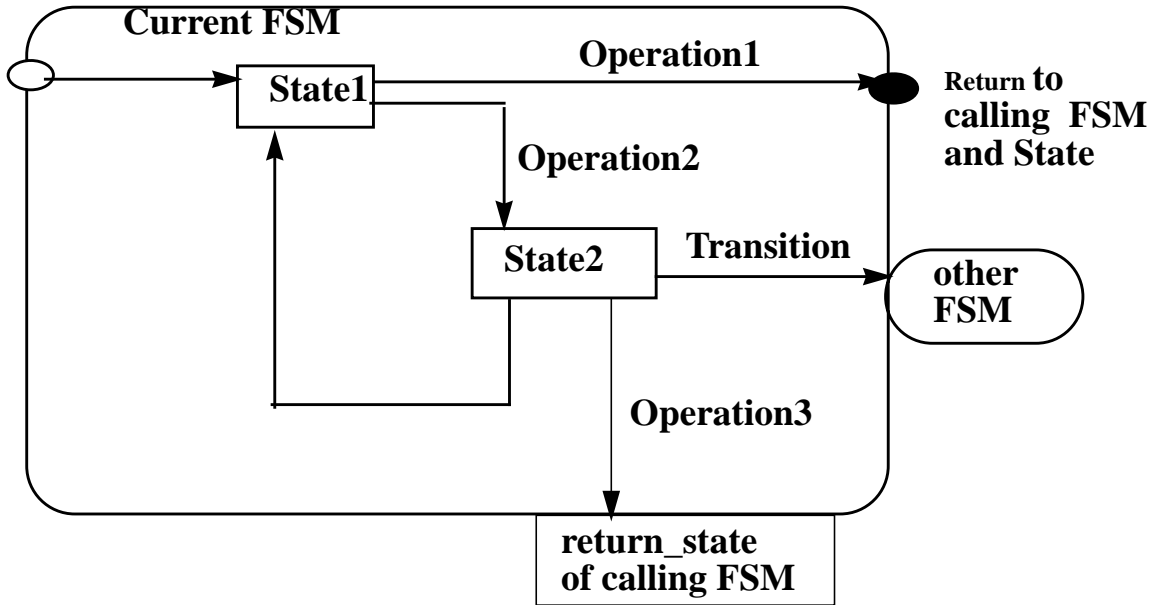 Current FSM
Operation1
State1
Return to
calling FSM
and State
Operation2
State2
Transition
other
FSM
Operation3
return_state
of calling FSM